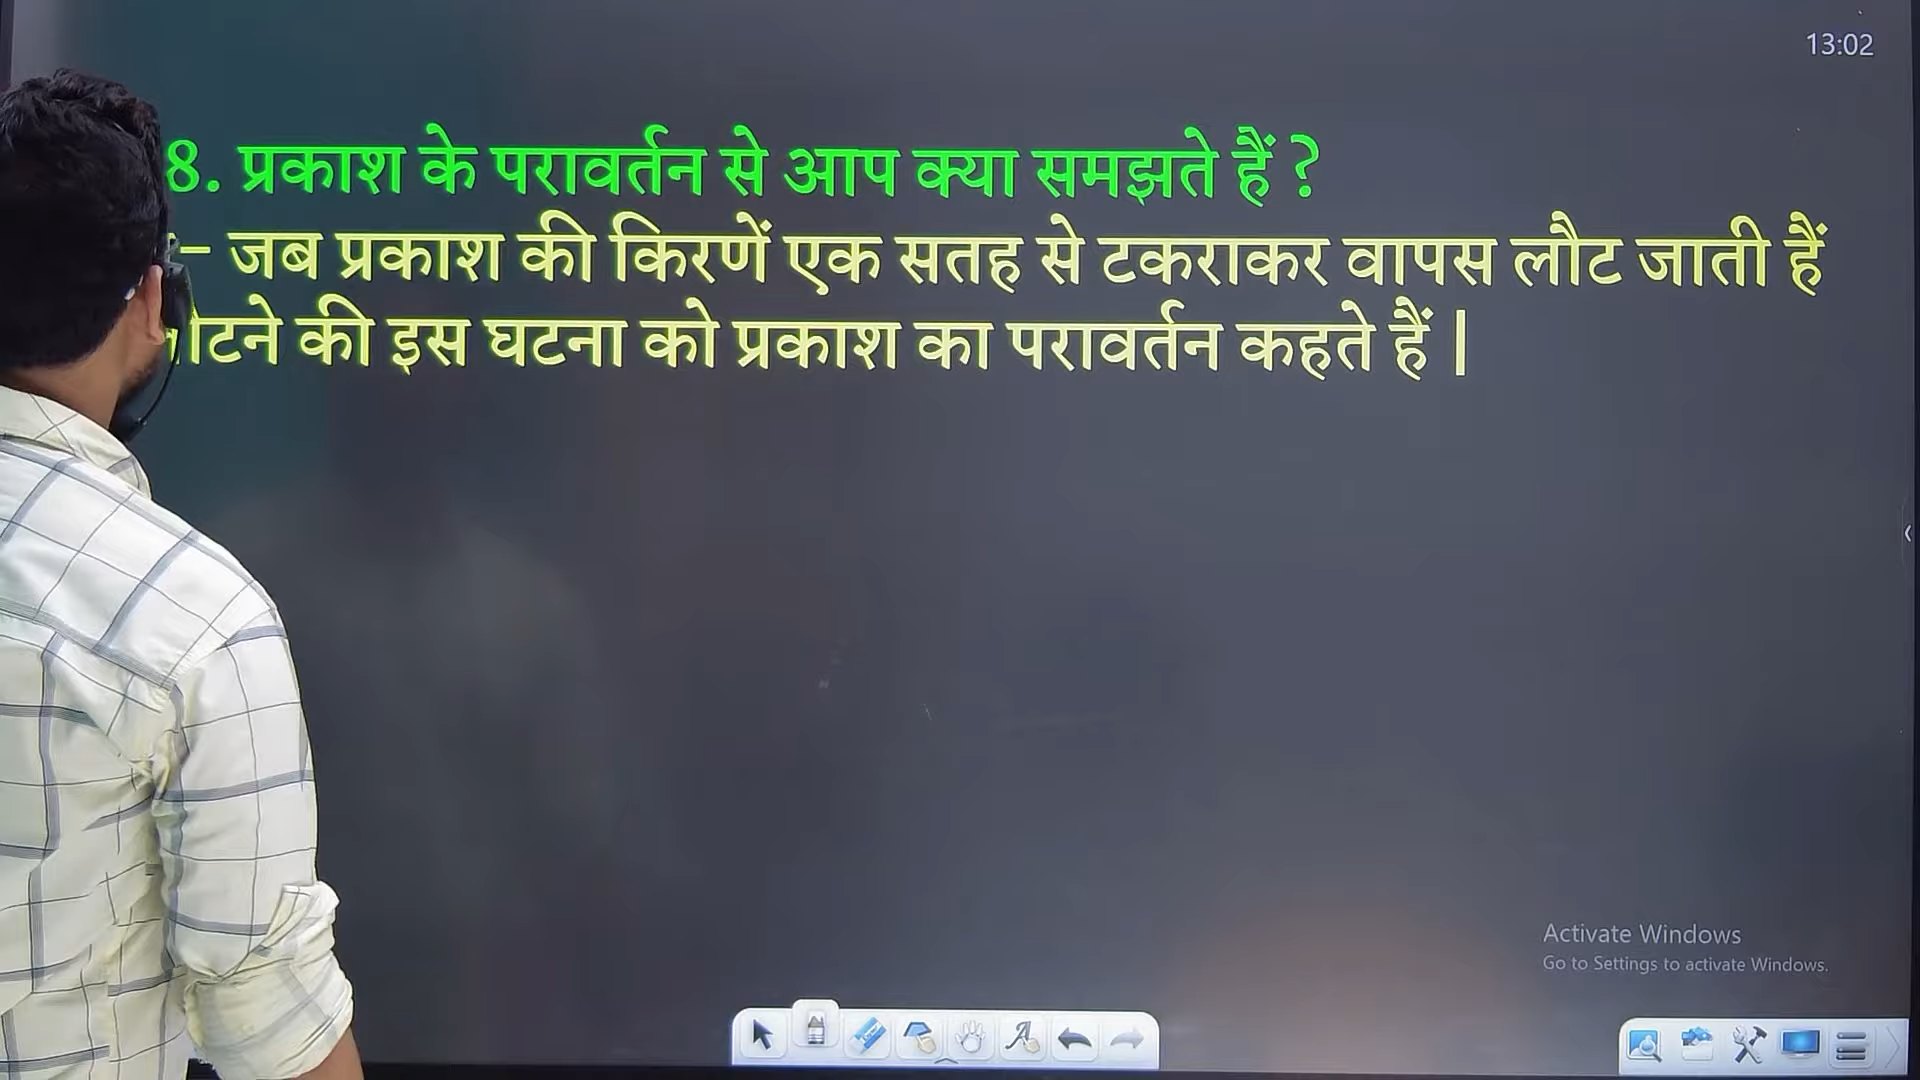 13:02
8. प्रकाश के परावर्तन से आप क्या समझते हैं ?
– जब प्रकाश की किरणें एक सतह से टकराकर वापस लौट जाती हैं
की इस घटना को प्रकाश का परावर्तन कहते हैं |
Activate Windows
Go to Settings to activate Windows.